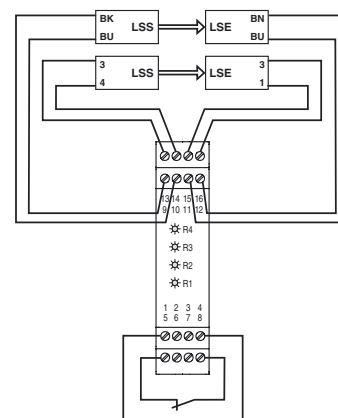 BK LSS LSE BN
BU BU
3 LSS LSE 3
4 1
13 14 15 16
9 10 11 12
R4
R3
R2
R1
1 2 3 4
5 6 7 8